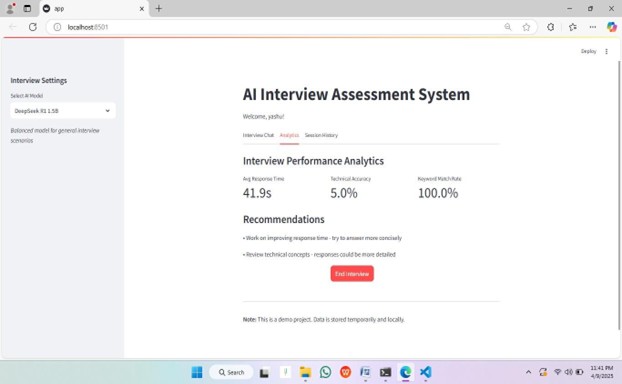 app
localhost:8501
Deploy
Interview Settings
Select AI Model
DeepSeek R1 1.5B
Balanced model for general interview
scenarios
AI Interview Assessment System
Welcome, yashu!
Interview Chat Analytics Session History
Interview Performance Analytics
Avg Response Time Technical Accuracy Keyword Match Rate
41.9s 5.0% 100.0%
Recommendations
• Work on improving response time - try to answer more concisely
• Review technical concepts - responses could be more detailed
End Interview
Note: This is a demo project. Data is stored temporarily and locally.
Search
11:41 PM
4/9/2025